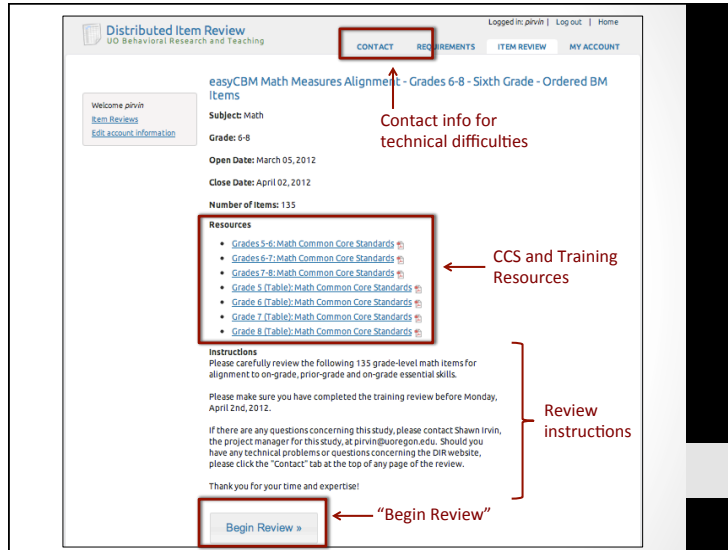 Logged in: pirvin | Log out | Home
Distributed Item Review
UO Behavioral Research and Teaching
CONTACT REQUIREMENTS ITEM REVIEW MY ACCOUNT
easyCBM Math Measures Alignment - Grades 6-8 - Sixth Grade - Ordered BM
Items
Welcome pirvin
Item Reviews
Edit account information
Subject: Math
Grade: 6-8
Open Date: March 05, 2012
Close Date: April 02, 2012
Number of Items: 135
Contact info for
technical difficulties
Resources
Grades 5-6: Math Common Core Standards
Grades 6-7: Math Common Core Standards
Grades 7-8: Math Common Core Standards
Grade 5 (Table): Math Common Core Standards
Grade 6 (Table): Math Common Core Standards
Grade 7 (Table): Math Common Core Standards
Grade 8 (Table): Math Common Core Standards
CCS and Training
Resources
Instructions
Please carefully review the following 135 grade-level math items for
alignment to on-grade, prior-grade and on-grade essential skills.
Please make sure you have completed the training review before Monday,
April 2nd, 2012.
If there are any questions concerning this study, please contact Shawn Irvin,
the project manager for this study, at pirvin@uoregon.edu. Should you
have any technical problems or questions concerning the DIR website,
please click the "Contact" tab at the top of any page of the review.
Thank you for your time and expertise!
Review
instructions
Begin Review »
“Begin Review”